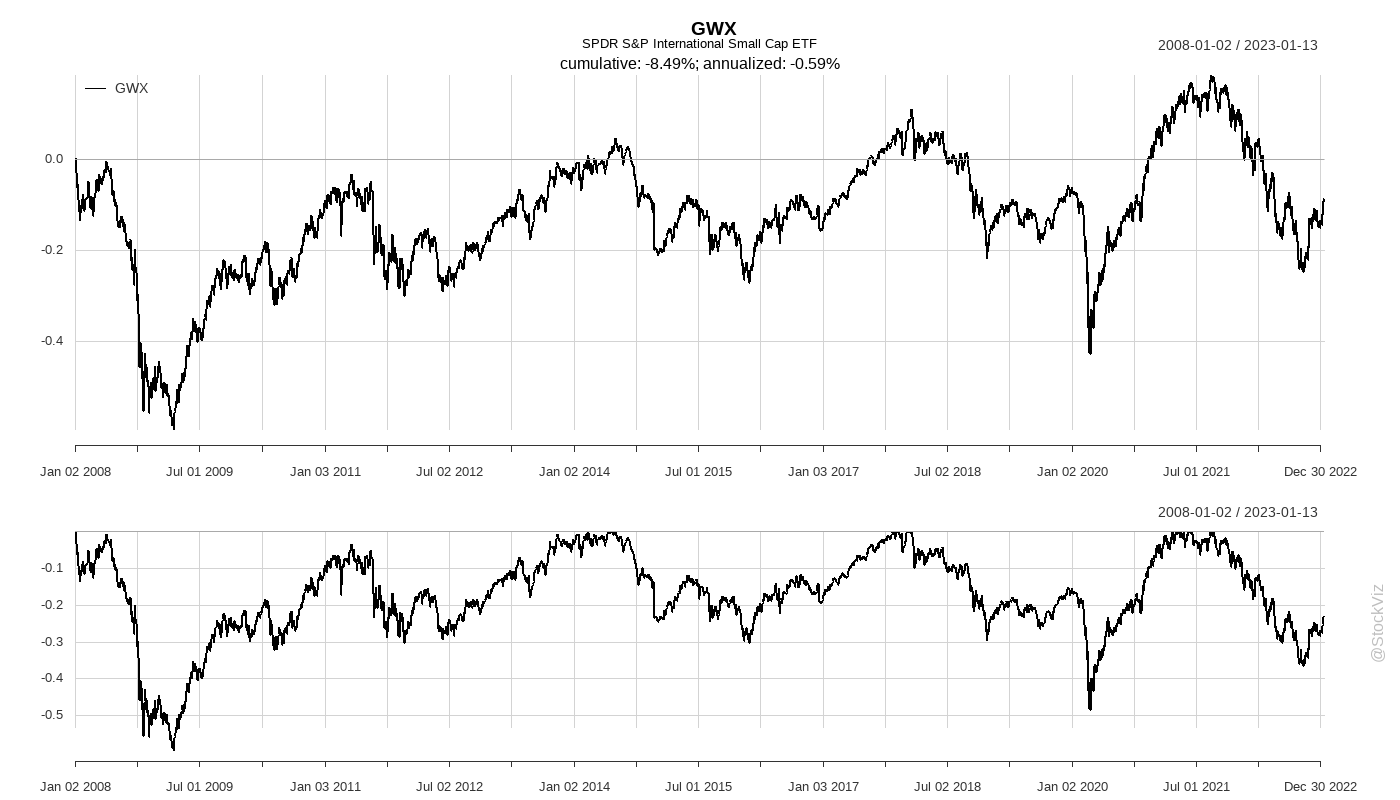 GWX
SPDR S&P International Small Cap ETF
cumulative: -8.49%; annualized: -0.59%
2008-01-02 / 2023-01-13
GWX
0.0
-0.2
-0.4
Jan 02 2008 Jul 01 2009 Jan 03 2011 Jul 02 2012 Jan 02 2014 Jul 01 2015 Jan 03 2017 Jul 02 2018 Jan 02 2020 Jul 01 2021 Dec 30 2022
2008-01-02 / 2023-01-13
-0.1
-0.2
-0.3
-0.4
-0.5
Jan 02 2008 Jul 01 2009 Jan 03 2011 Jul 02 2012 Jan 02 2014 Jul 01 2015 Jan 03 2017 Jul 02 2018 Jan 02 2020 Jul 01 2021 Dec 30 2022
@StockViz